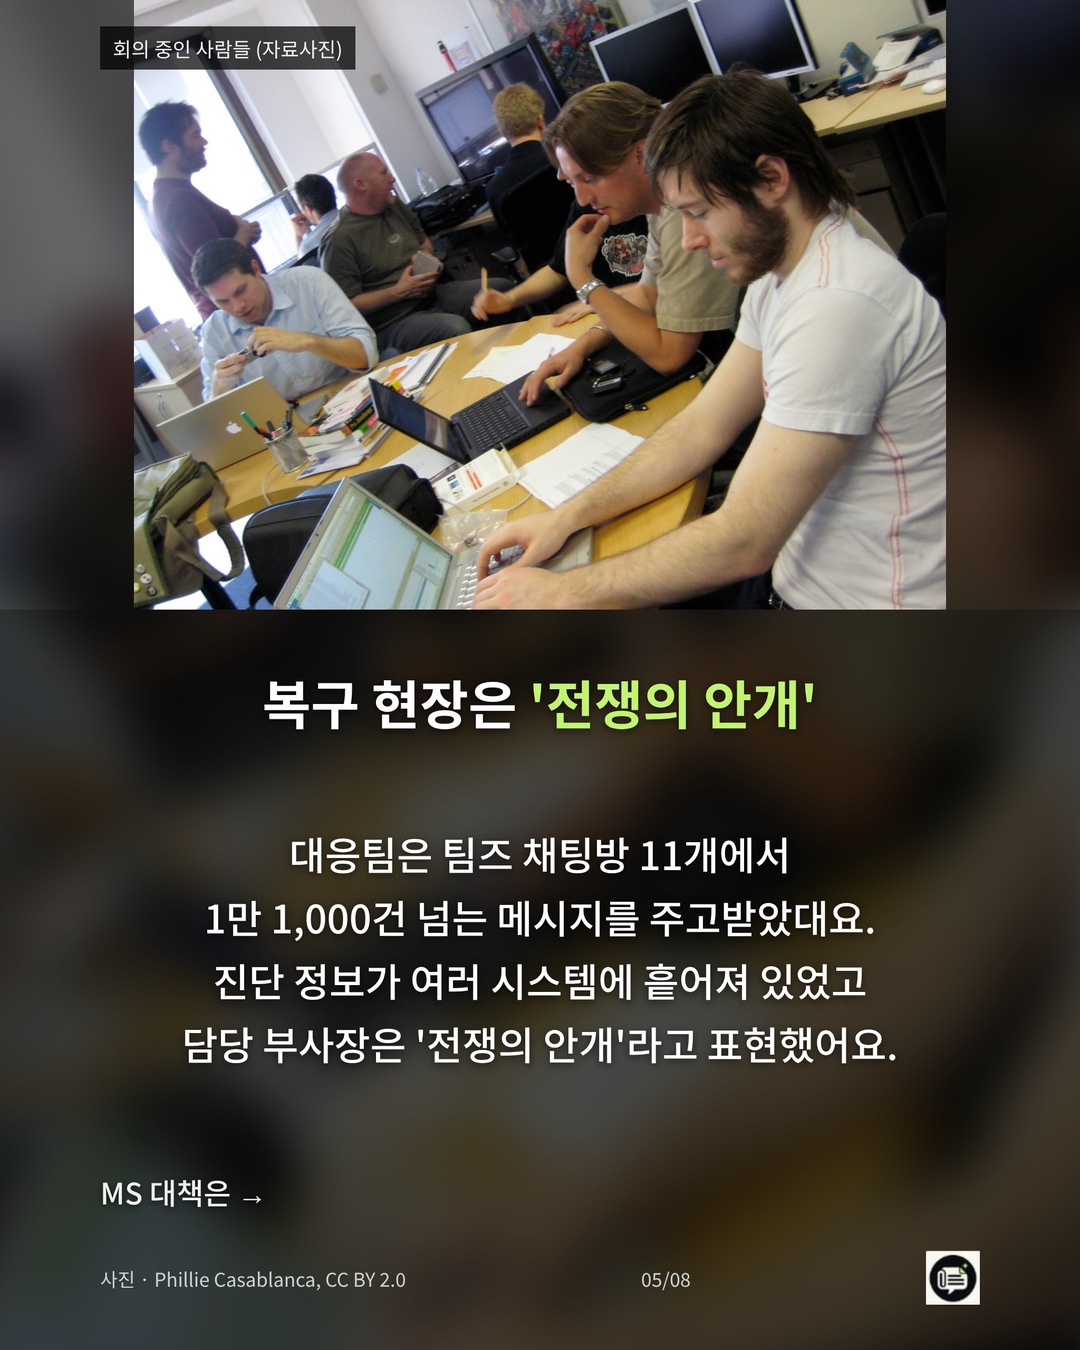 회의 중인 사람들 (자료사진)
복구 현장은 '전쟁의 안개'
대응팀은 팀즈 채팅방 11개에서
1만 1,000건 넘는 메시지를 주고받았대요.
진단 정보가 여러 시스템에 흩어져 있었고
담당 부사장은 '전쟁의 안개'라고 표현했어요.
MS 대책은 →
사진 · Phillie Casablanca, CC BY 2.0
05/08